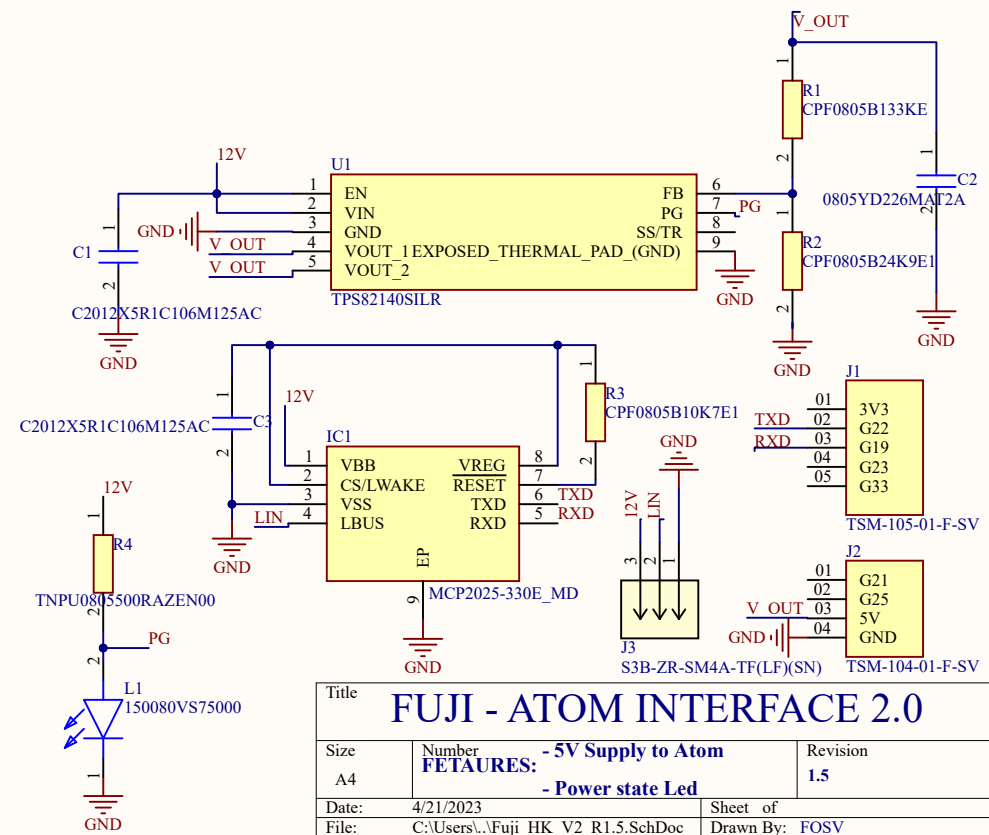 V_OUT
1
R1
CPF0805B133KE
2
12V
U1
1
EN
FB
6
2
VIN
PG
7
PG
3
GND
SS/TR
8
4
VOUT_1
EXPOSED_THERMAL_PAD_(GND)
9
5
VOUT_2
TPS82140SILR
GND
V_OUT
V_OUT
1
C1
2
C2012X5R1C106M125AC
GND
GND
1
R2
CPF0805B24K9E1
2
GND
1
C2
0805YD226MAT2A
2
GND
12V
1
C3
C2012X5R1C106M125AC
2
GND
IC1
1
VBB
VREG
8
2
CS/LWAKE
RESET
7
3
VSS
TXD
6
TXD
4
LBUS
RXD
5
RXD
LIN
EP
9
MCP2025-330E_MD
GND
1
R3
CPF0805B10K7E1
2
GND
12V
LIN
3
2
1
J3
S3B-ZR-SM4A-TF(LF)(SN)
J1
01
3V3
TXD
02
G22
RXD
03
G19
04
G23
05
G33
TSM-105-01-F-SV
J2
01
G21
02
G25
V_OUT
03
5V
GND
04
GND
TSM-104-01-F-SV
12V
1
R4
TNPU0805500RAZEN00
2
PG
2
L1
150080VS75000
1
GND
Title
FUJI - ATOM INTERFACE 2.0
Size
A4
Number
FETAURES:
- 5V Supply to Atom
- Power state Led
Revision
1.5
Date:
4/21/2023
Sheet of
File:
C:\Users\..\Fuji_HK_V2_R1.5.SchDoc
Drawn By:
FOSV